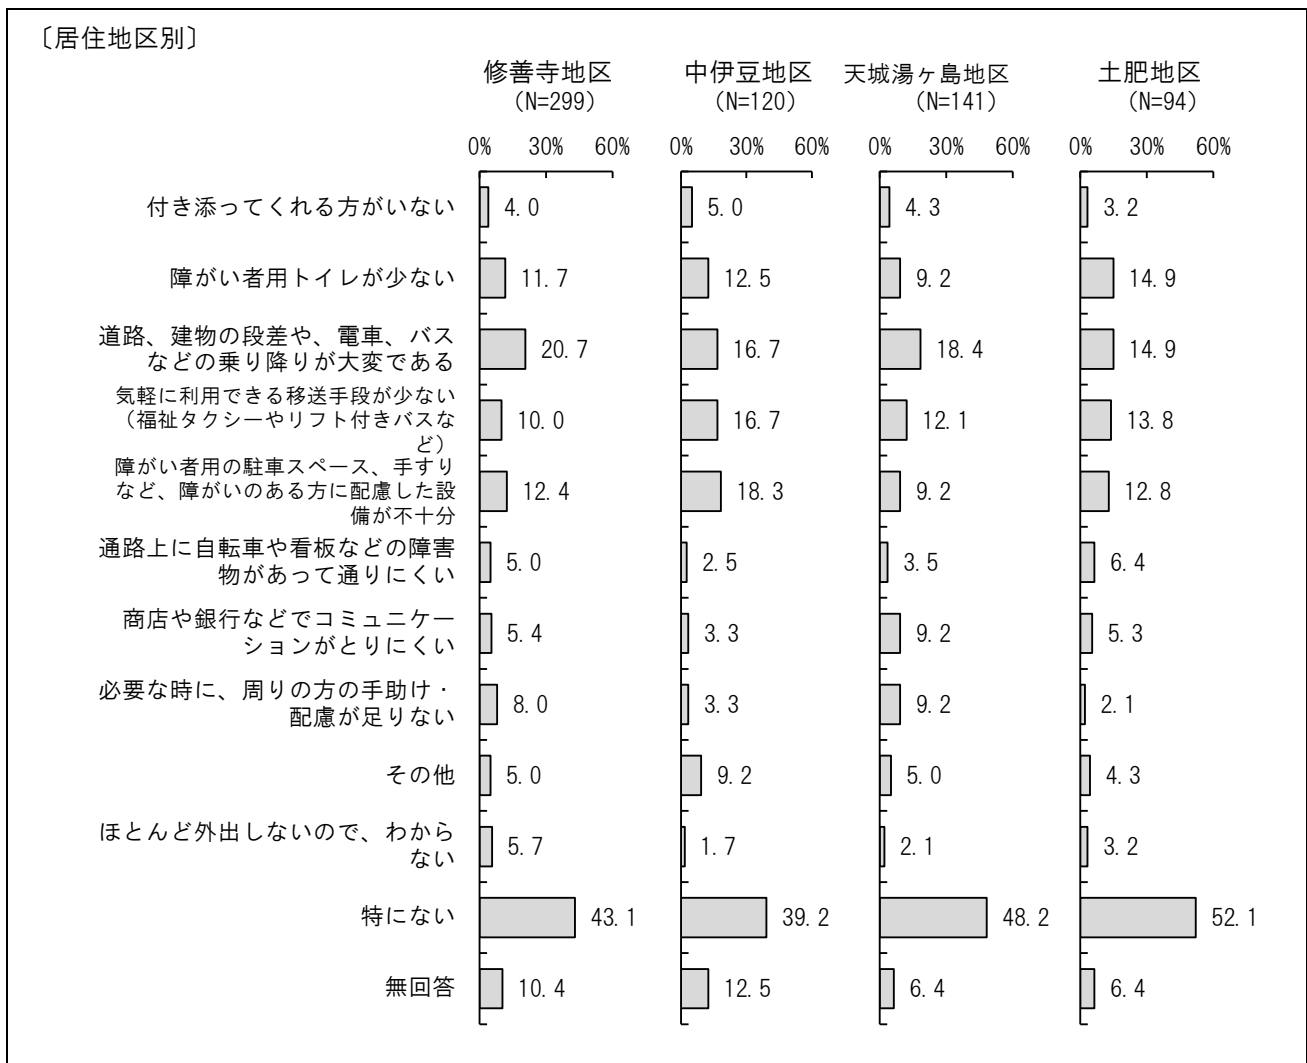 〔居住地区別〕
修善寺地区 中伊豆地区 天城湯ヶ島地区 土肥地区
（N=299） （N=120） （N=141） （N=94）
0% 30% 60% 0% 30% 60% 0% 30% 60% 0% 30% 60%
付き添ってくれる方がいない 4.0 5.0 4.3 3.2
障がい者用トイレが少ない 11.7 12.5 9.2 14.9
道路、建物の段差や、電車、バス
などの乗り降りが大変である 20.7 16.7 18.4 14.9
気軽に利用できる移送手段が少ない
（福祉タクシーやリフト付きバスな
ど） 10.0 16.7 12.1 13.8
障がい者用の駐車スペース、手すり
など、障がいのある方に配慮した設
備が不十分 12.4 18.3 9.2 12.8
通路上に自転車や看板などの障害
物があって通りにくい 5.0 2.5 3.5 6.4
商店や銀行などでコミュニケー
ションがとりにくい 5.4 3.3 9.2 5.3
必要な時に、周りの方の手助け・
配慮が足りない 8.0 3.3 9.2 2.1
その他 5.0 9.2 5.0 4.3
ほとんど外出しないので、わから
ない 5.7 1.7 2.1 3.2
特にない 43.1 39.2 48.2 52.1
無回答 10.4 12.5 6.4 6.4